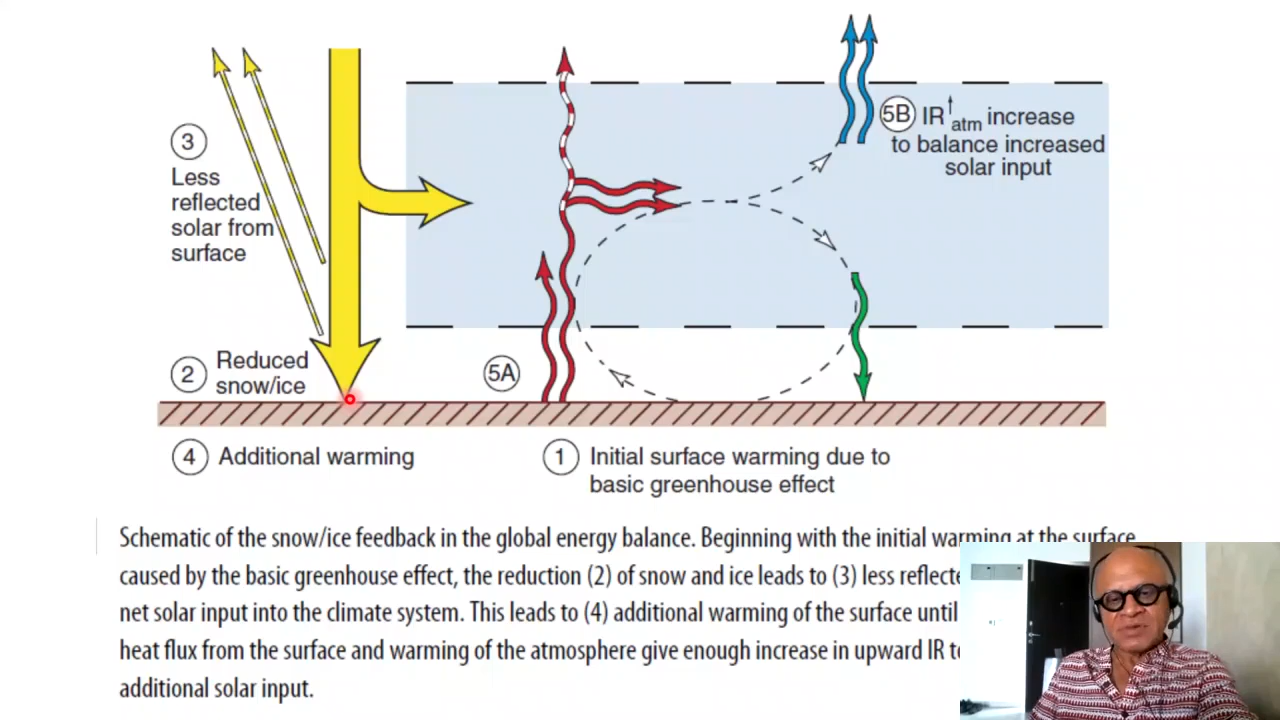 3
Less
reflected
solar from
surface
2
Reduced
snow/ice
4 Additional warming
5A
1 Initial surface warming due to
basic greenhouse effect
5B IR↑atm increase
to balance increased
solar input
Schematic of the snow/ice feedback in the global energy balance. Beginning with the initial warming at the surface
caused by the basic greenhouse effect, the reduction (2) of snow and ice leads to (3) less
net solar input into the climate system. This leads to (4) additional warming of the surface until
heat flux from the surface and warming of the atmosphere give enough increase in upward IR
additional solar input.